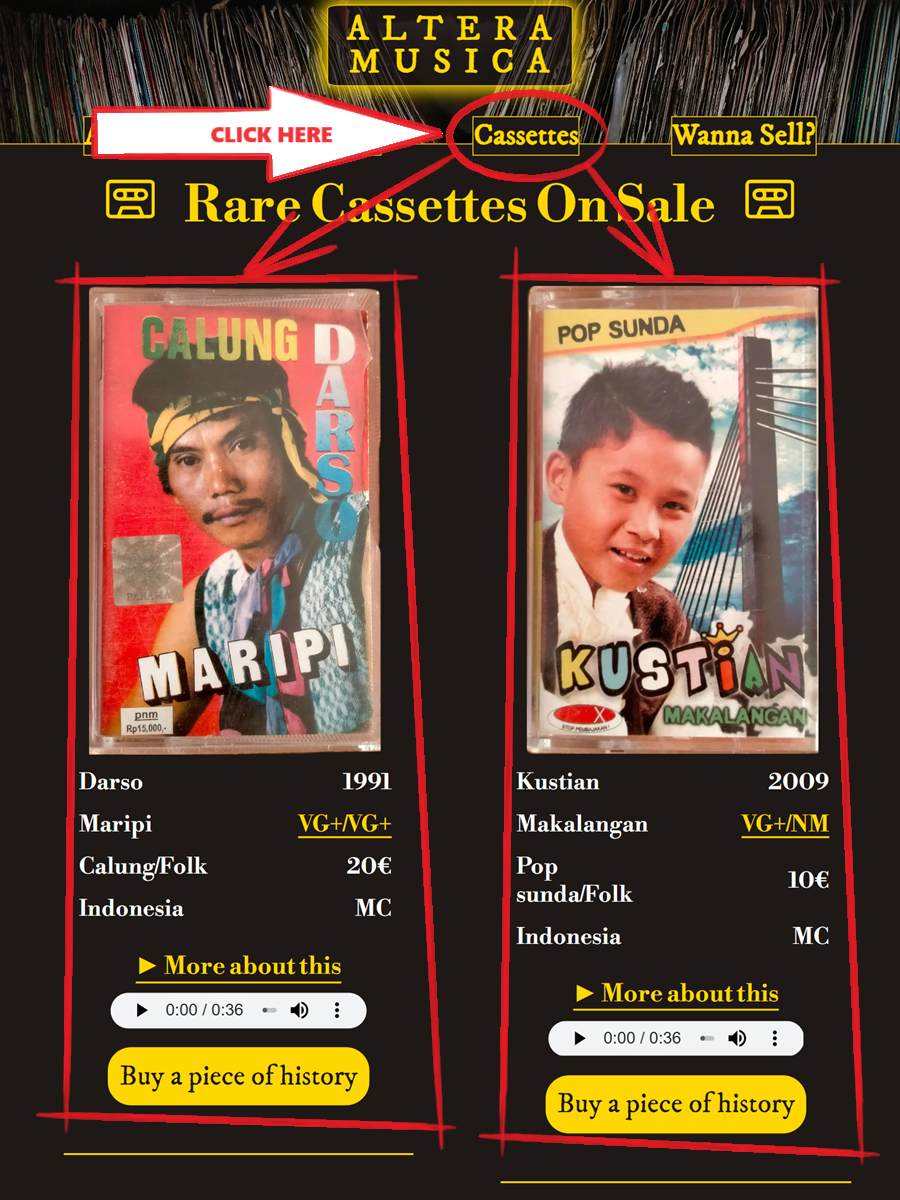 ALTERA
MUSICA
CLICK HERE
Cassettes
Wanna Sell?
Rare Cassettes On Sale
CALUNG
DARSO
MARIPI
pnm
Rp15,000,-
POP SUNDA
KUSTIAN
MAKALANGAN
X
STOP PEMBAJAKAN!
Darso 1991
Maripi VG+/VG+
Calung/Folk 20€
Indonesia MC
► More about this
0:00 / 0:36
Buy a piece of history
Kustian 2009
Makalangan VG+/NM
Pop
sunda/Folk 10€
Indonesia MC
► More about this
0:00 / 0:36
Buy a piece of history